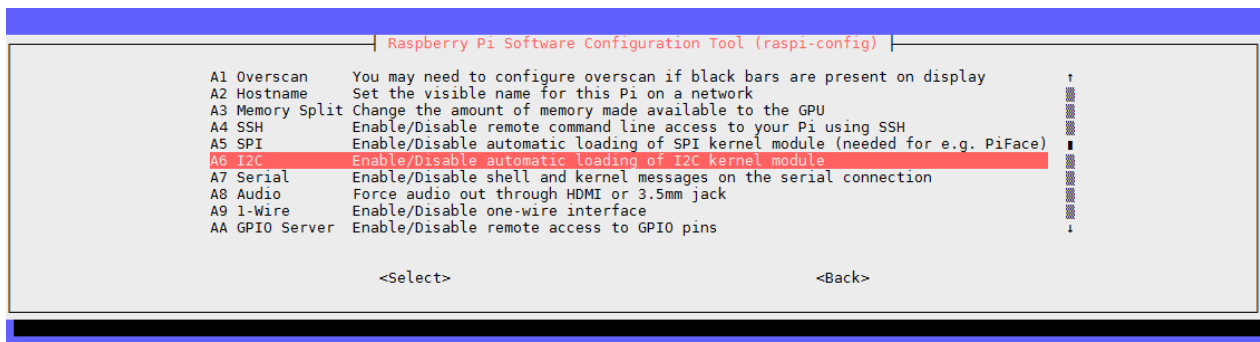 Raspberry Pi Software Configuration Tool (raspi-config)
A1 Overscan You may need to configure overscan if black bars are present on display
A2 Hostname Set the visible name for this Pi on a network
A3 Memory Split Change the amount of memory made available to the GPU
A4 SSH Enable/Disable remote command line access to your Pi using SSH
A5 SPI Enable/Disable automatic loading of SPI kernel module (needed for e.g. PiFace)
A6 I2C Enable/Disable automatic loading of I2C kernel module
A7 Serial Enable/Disable shell and kernel messages on the serial connection
A8 Audio Force audio out through HDMI or 3.5mm jack
A9 1-Wire Enable/Disable one-wire interface
AA GPIO Server Enable/Disable remote access to GPIO pins
<Select> <Back>